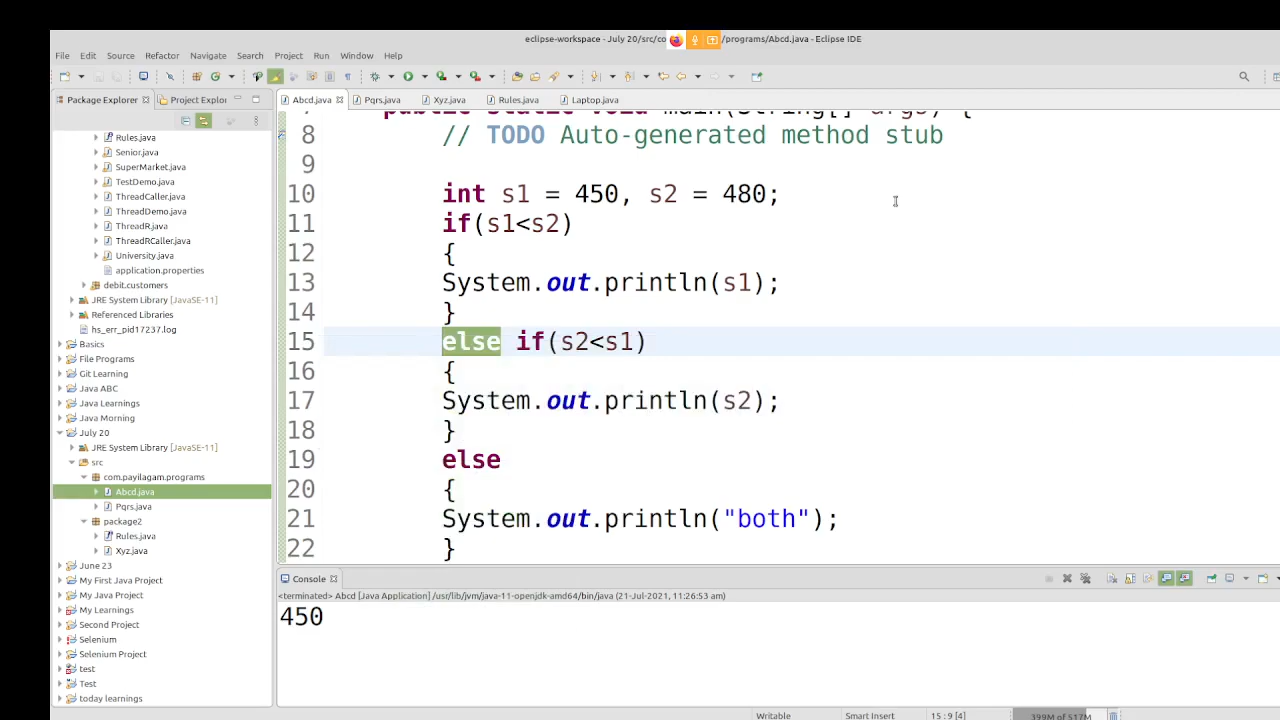 eclipse-workspace - July 20/src/co /programs/Abcd.java - Eclipse IDE
File Edit Source Refactor Navigate Search Project Run Window Help
Package Explorer Project Explor
Abcd.java Pqrs.java Xyz.java Rules.java Laptop.java
Rules.java
Senior.java
SuperMarket.java
TestDemo.java
ThreadCaller.java
ThreadDemo.java
ThreadR.java
ThreadRCaller.java
University.java
application.properties
debit.customers
JRE System Library [JavaSE-11]
Referenced Libraries
hs_err_pid17237.log
Basics
File Programs
Git Learning
Java ABC
Java Learnings
Java Morning
July 20
JRE System Library [JavaSE-11]
src
com.payilagam.programs
Abcd.java
Pqrs.java
package2
Rules.java
Xyz.java
June 23
My First Java Project
My Java Project
My Learnings
Second Project
Selenium
Selenium Project
test
Test
today learnings
7 public static void main(String[] args) {
8 // TODO Auto-generated method stub
9
10 int s1 = 450, s2 = 480;
11 if(s1<s2)
12 {
13 System.out.println(s1);
14 }
15 else if(s2<s1)
16 {
17 System.out.println(s2);
18 }
19 else
20 {
21 System.out.println("both");
22 }
Console
<terminated> Abcd [Java Application] /usr/lib/jvm/java-11-openjdk-amd64/bin/java (21-Jul-2021, 11:26:53 am)
450
Writable Smart Insert 15 : 9 [4] 399M of 517M